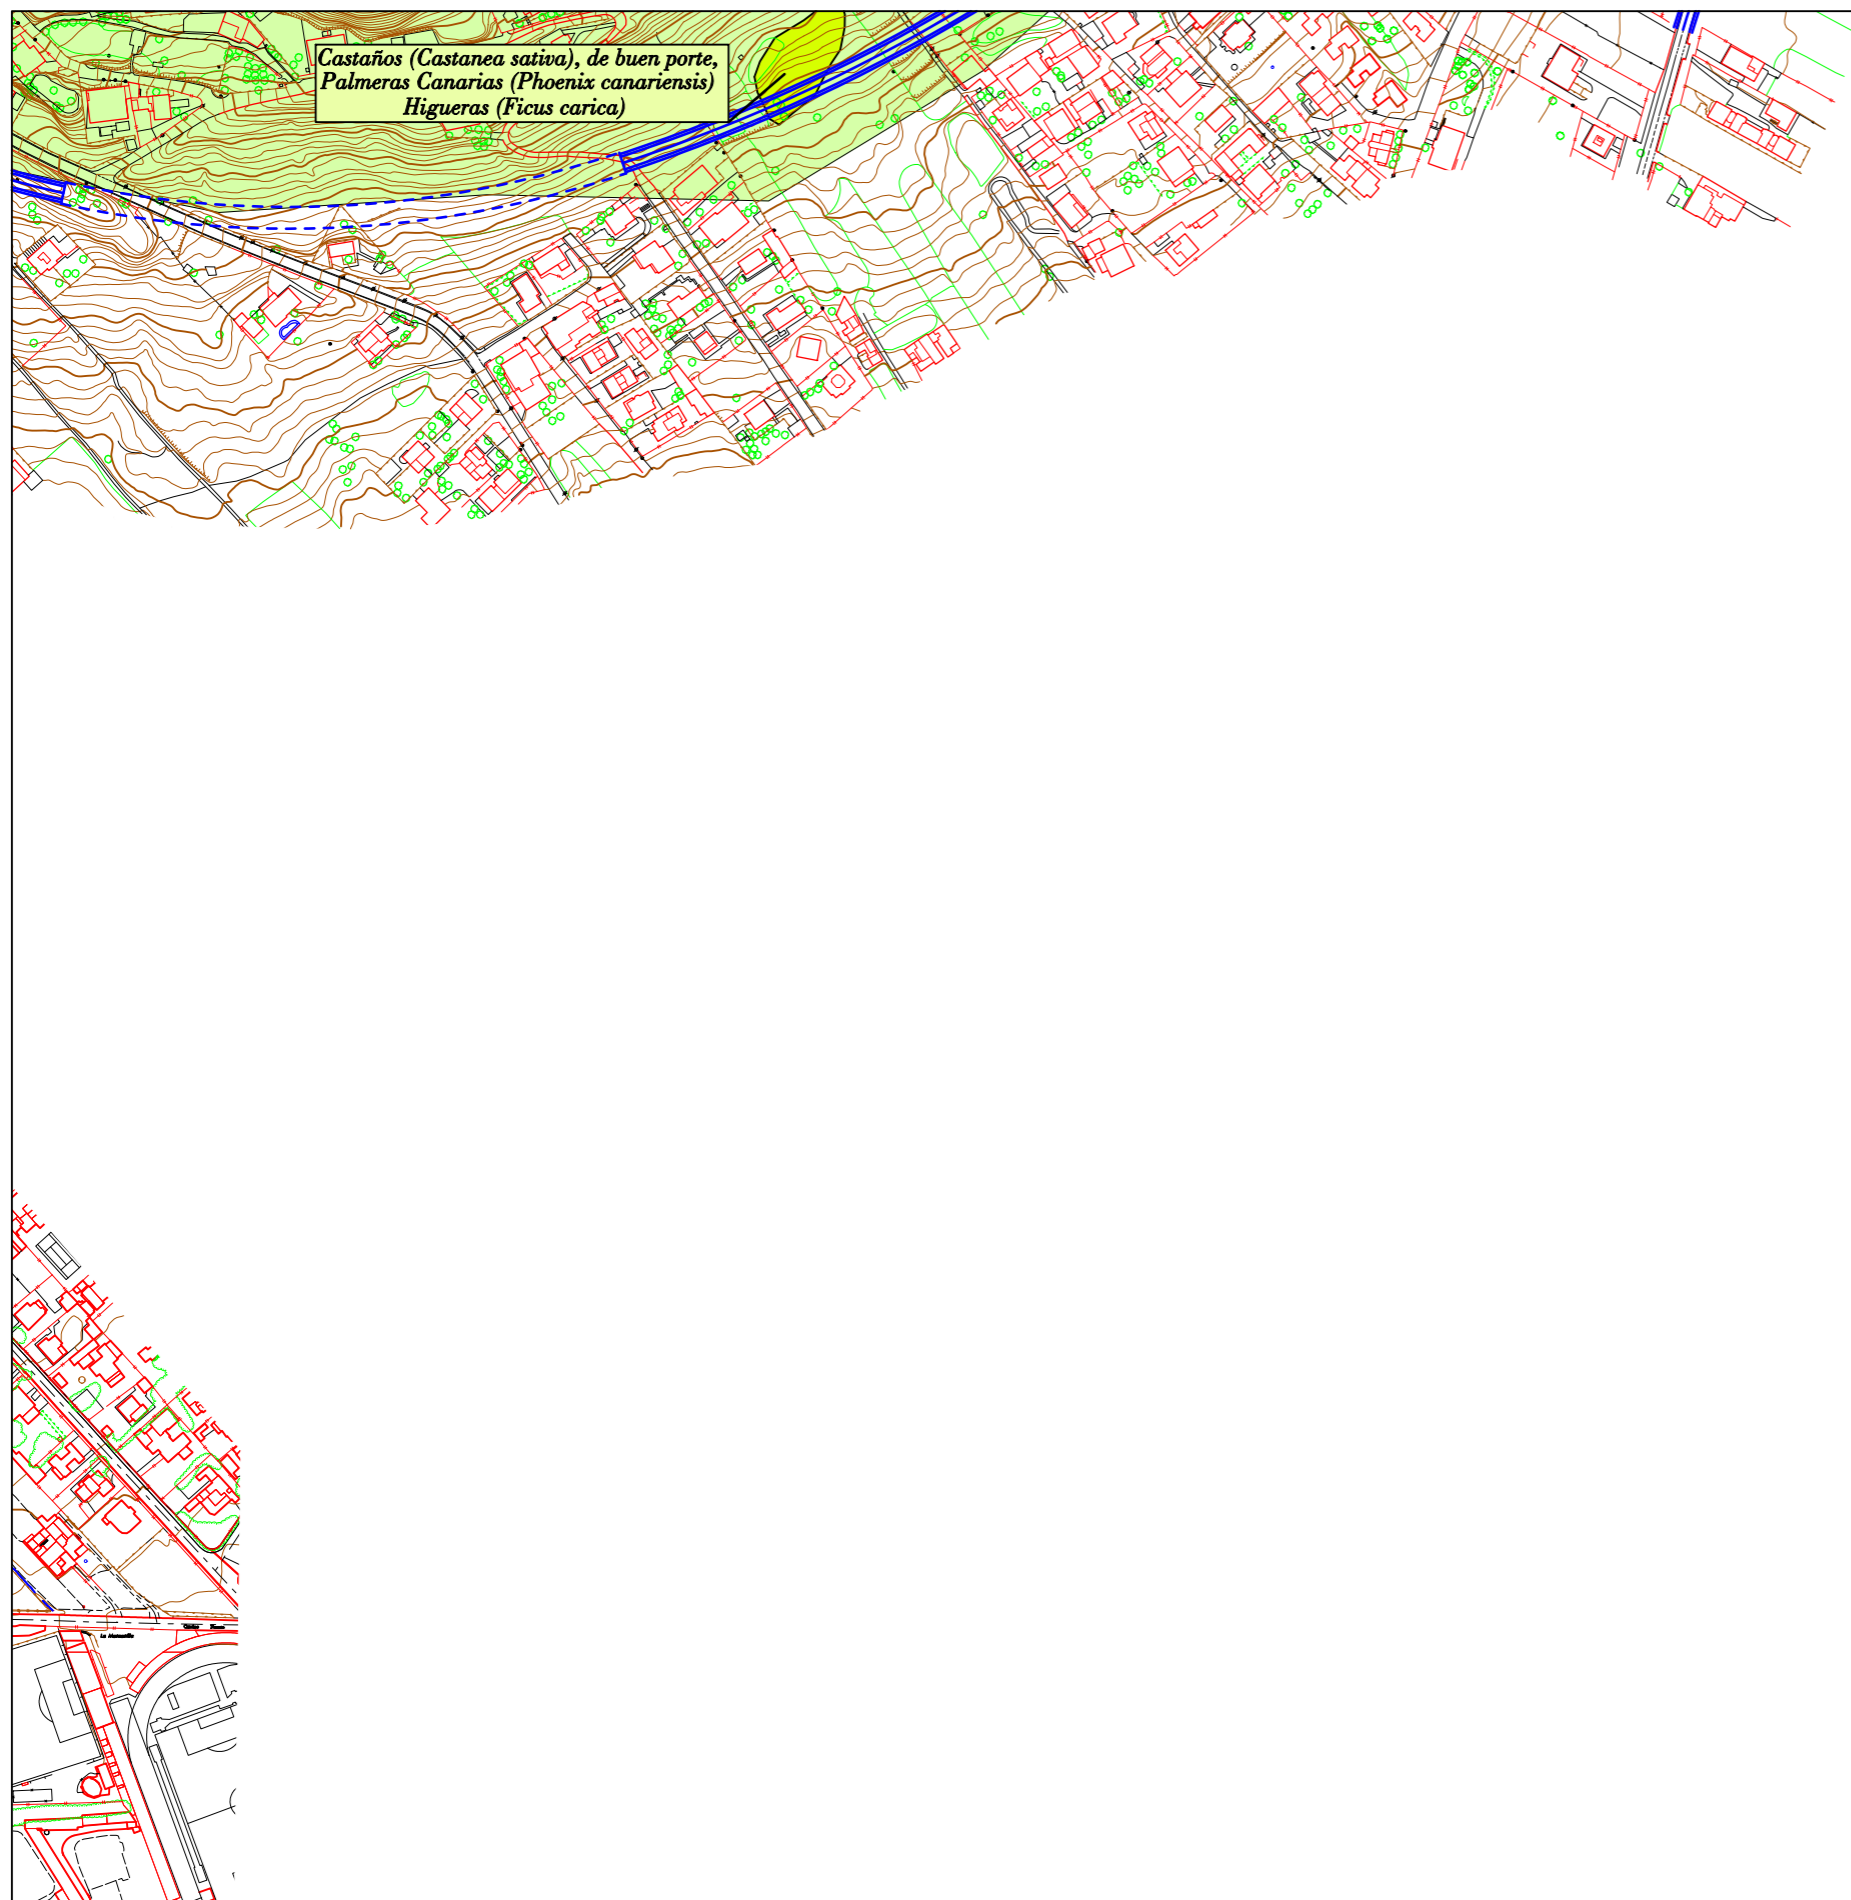 Castaños (Castanea sativa), de buen porte,
Palmeras Canarias (Phoenix canariensis)
Higueras (Ficus carica)